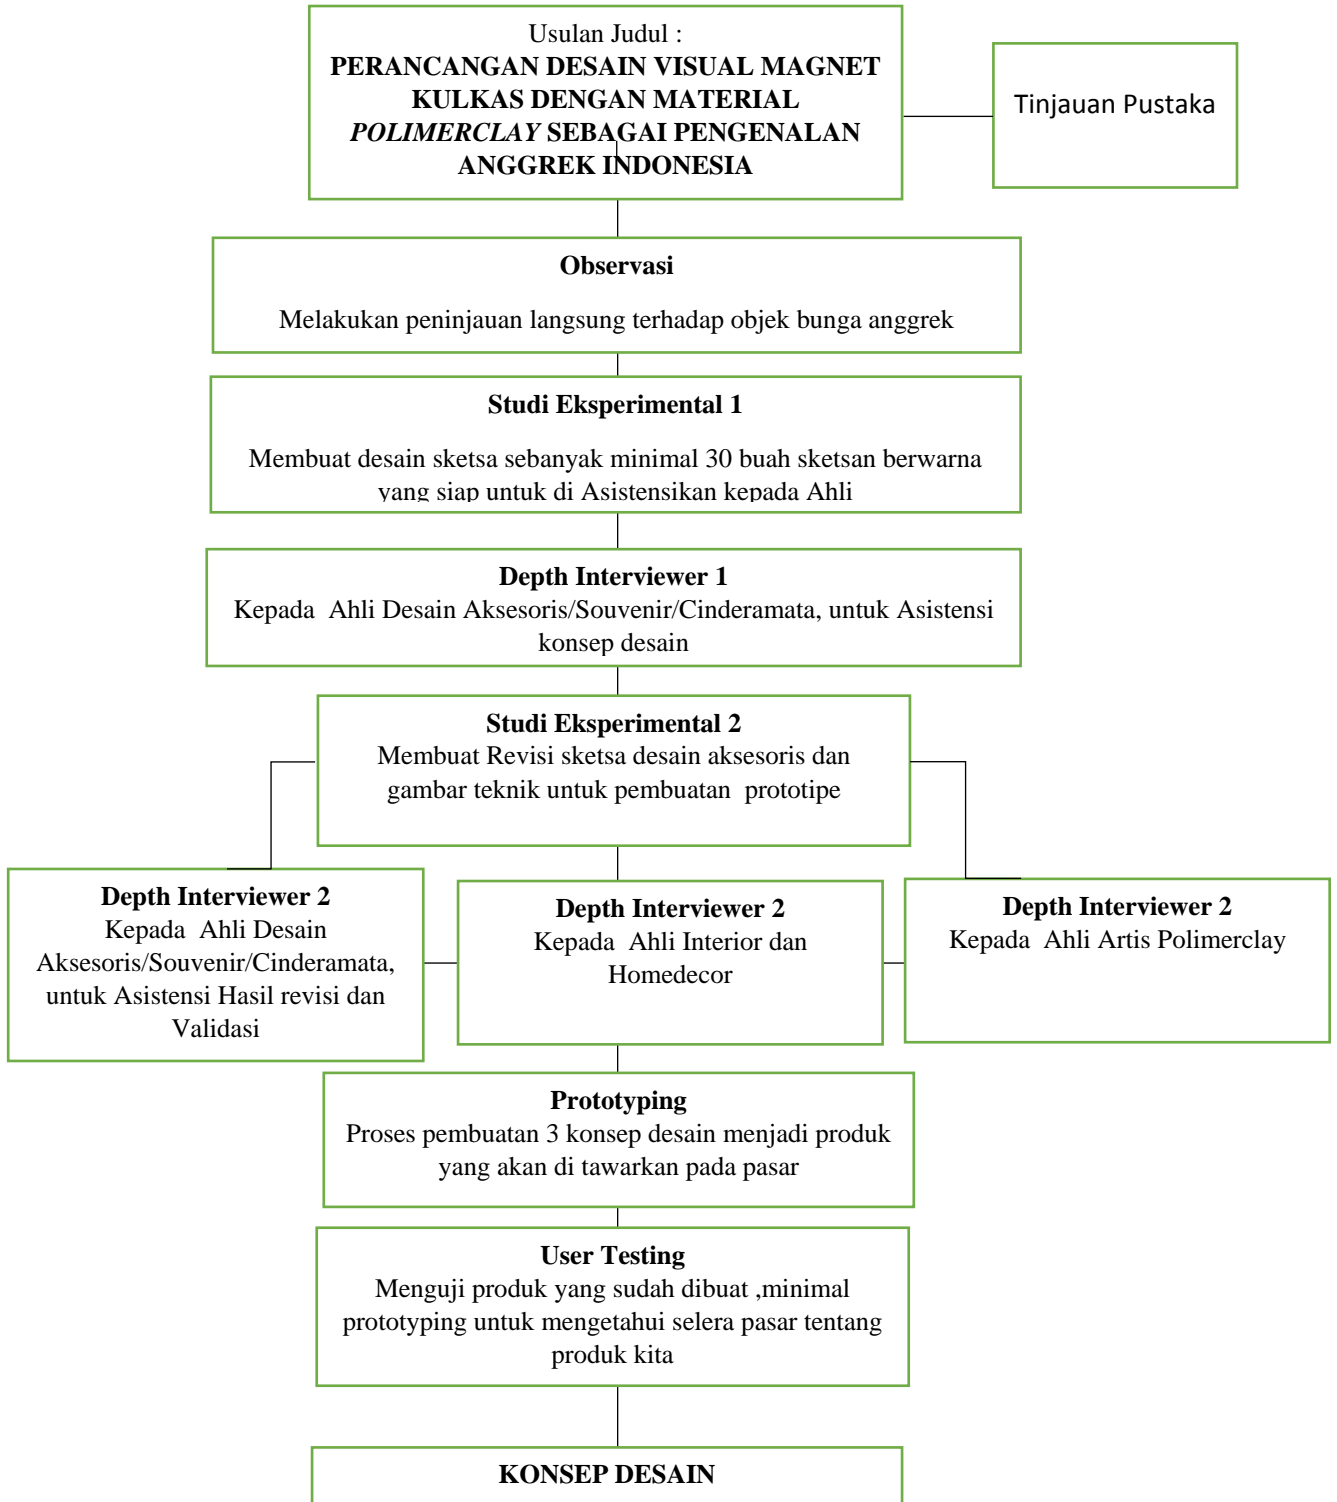 Usulan Judul :
PERANCANGAN DESAIN VISUAL MAGNET
KULKAS DENGAN MATERIAL
POLIMERCLAY SEBAGAI PENGENALAN
ANGGREK INDONESIA
Tinjauan Pustaka
Observasi
Melakukan peninjauan langsung terhadap objek bunga anggrek
Studi Eksperimental 1
Membuat desain sketsa sebanyak minimal 30 buah sketsan berwarna
yang siap untuk di Asistensikan kepada Ahli
Depth Interviewer 1
Kepada Ahli Desain Aksesoris/Souvenir/Cinderamata, untuk Asistensi
konsep desain
Studi Eksperimental 2
Membuat Revisi sketsa desain aksesoris dan
gambar teknik untuk pembuatan prototipe
Depth Interviewer 2
Kepada Ahli Desain
Aksesoris/Souvenir/Cinderamata,
untuk Asistensi Hasil revisi dan
Validasi
Depth Interviewer 2
Kepada Ahli Interior dan
Homedecor
Depth Interviewer 2
Kepada Ahli Artis Polimerclay
Prototyping
Proses pembuatan 3 konsep desain menjadi produk
yang akan di tawarkan pada pasar
User Testing
Menguji produk yang sudah dibuat ,minimal
prototyping untuk mengetahui selera pasar tentang
produk kita
KONSEP DESAIN